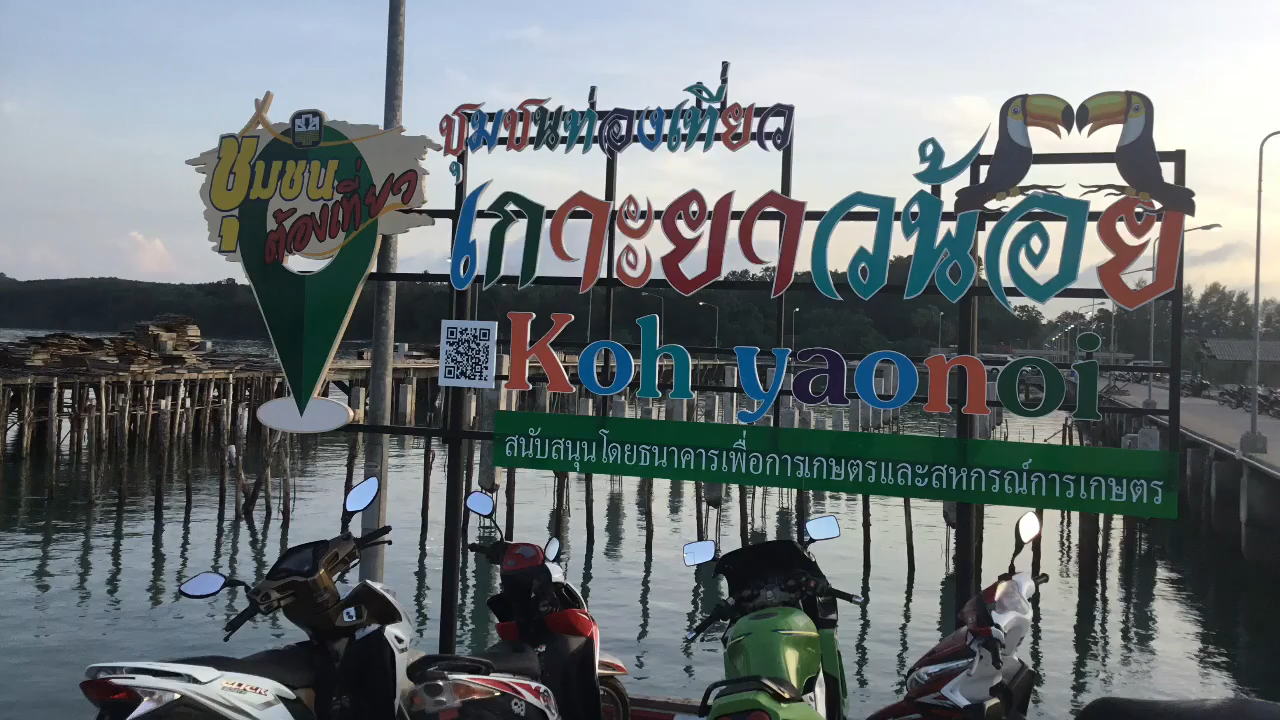 ชุมชน
ต้องเที่ยว
ชุมชนท่องเที่ยว
เกาะยาวน้อย
Koh yaonoi
สนับสนุนโดยธนาคารเพื่อการเกษตรและสหกรณ์การเกษตร
CLICK